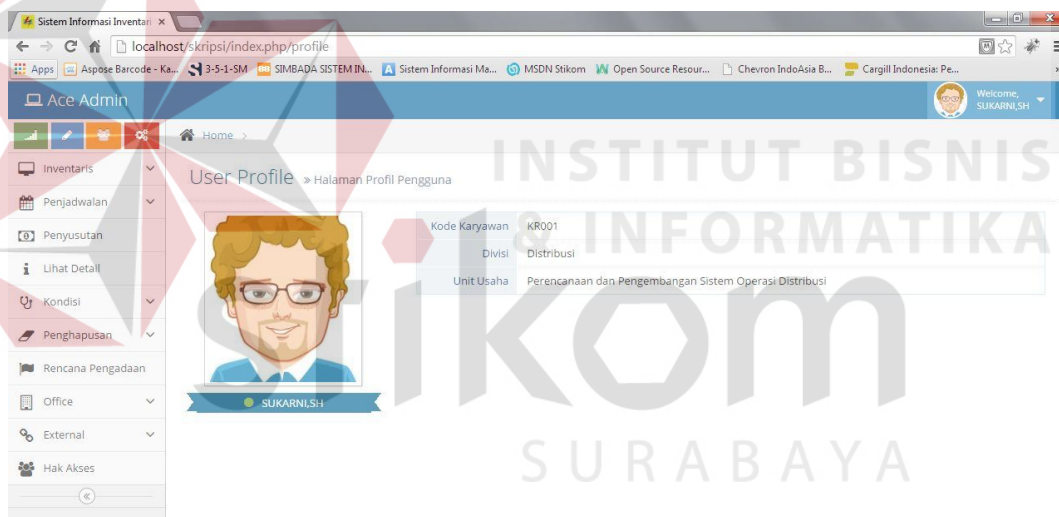 Sistem Informasi Inventari
localhost/skripsi/index.php/profile
Apps Aspose Barcode - Ka... 3-5-1-SM SIMBADA SISTEM IN... Sistem Informasi Ma... MSDN Stikom Open Source Resour... Chevron IndoAsia B... Cargill Indonesia: Pe...
Ace Admin
Welcome,
SUKARNI,SH
Home >
Inventaris
Penjadwalan
Penyusutan
Lihat Detail
Kondisi
Penghapusan
Rencana Pengadaan
Office
External
Hak Akses
User Profile » Halaman Profil Pengguna
Kode Karyawan KR001
Divisi Distribusi
Unit Usaha Perencanaan dan Pengembangan Sistem Operasi Distribusi
SUKARNI,SH
INSTITUT BISNIS
& INFORMATIKA
stikom
SURABAYA